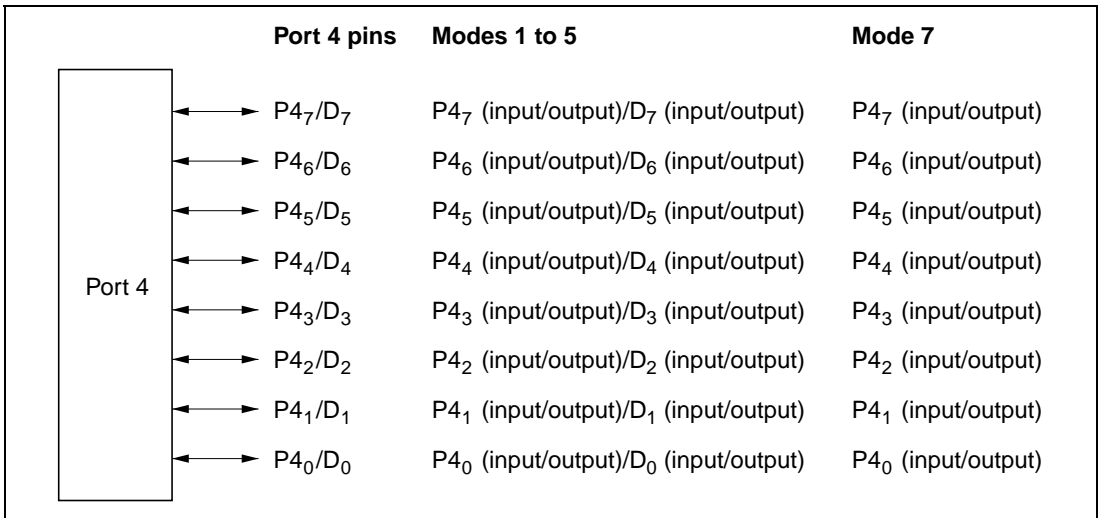 Port 4 pins Modes 1 to 5 Mode 7
P4₇/D₇ P4₇ (input/output)/D₇ (input/output) P4₇ (input/output)
P4₆/D₆ P4₆ (input/output)/D₆ (input/output) P4₆ (input/output)
P4₅/D₅ P4₅ (input/output)/D₅ (input/output) P4₅ (input/output)
P4₄/D₄ P4₄ (input/output)/D₄ (input/output) P4₄ (input/output)
Port 4
P4₃/D₃ P4₃ (input/output)/D₃ (input/output) P4₃ (input/output)
P4₂/D₂ P4₂ (input/output)/D₂ (input/output) P4₂ (input/output)
P4₁/D₁ P4₁ (input/output)/D₁ (input/output) P4₁ (input/output)
P4₀/D₀ P4₀ (input/output)/D₀ (input/output) P4₀ (input/output)